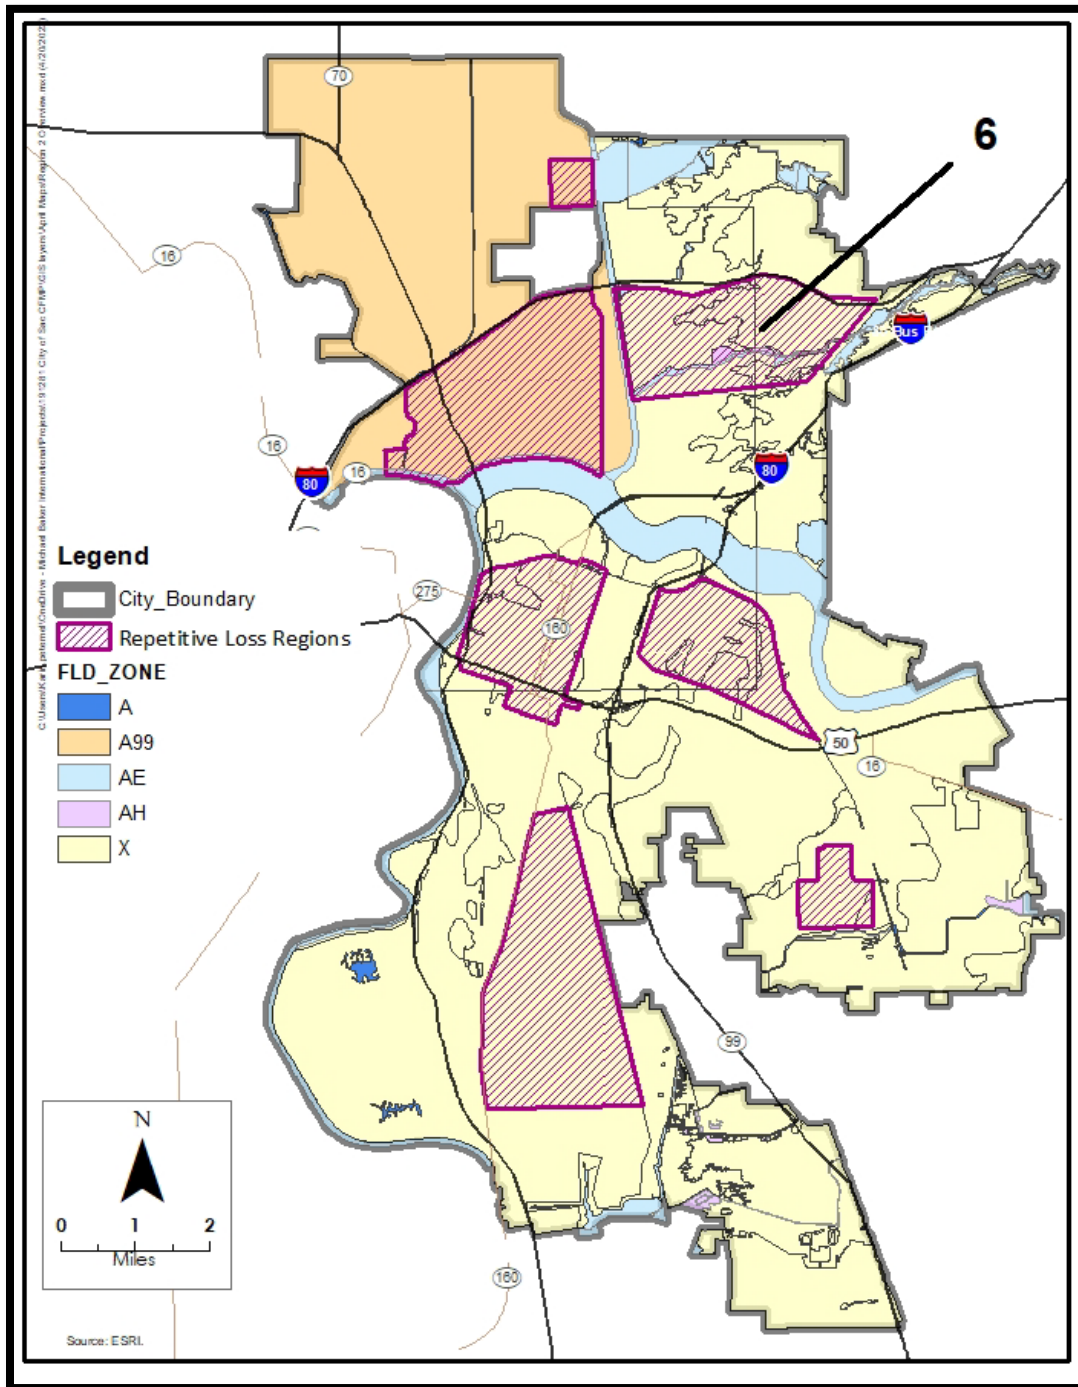 70
6
16
Bus
16
16
80
80
Legend
City_Boundary
Repetitive Loss Regions
FLD_ZONE
A
A99
AE
AH
X
275
160
50
16
99
N
0 1 2
Miles
160
Source: ESRI.